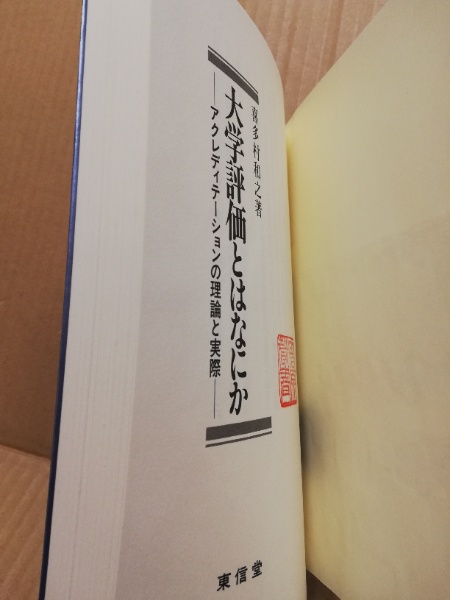 喜多村和之著
大学評価とはなにか
──アクレディテーションの理論と実際──
東信堂